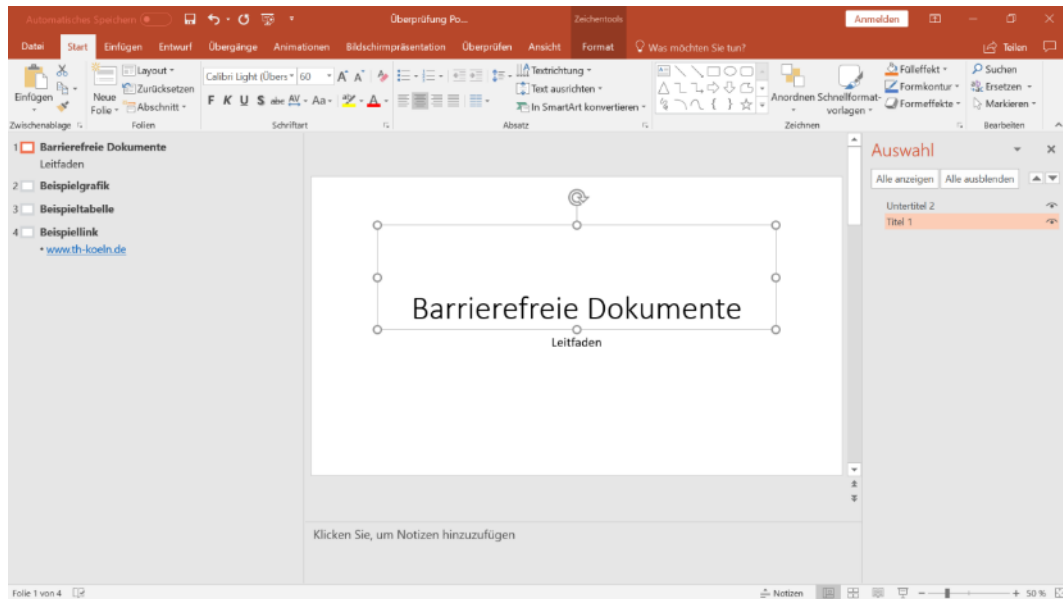 Automatisches Speichern
Überprüfung Po...
Zeichentools
Anmelden
Datei Start Einfügen Entwurf Übergänge Animationen Bildschirmpräsentation Überprüfen Ansicht Format Was möchten Sie tun? Teilen
Einfügen
Neue Folie
Layout
Zurücksetzen
Abschnitt
Calibri Light (Übers 60
F K U S abc AV Aa
Textrichtung
Text ausrichten
In SmartArt konvertieren
Anordnen
Schnellformat-
vorlagen
Fülleffekt
Formkontur
Formeffekte
Suchen
Ersetzen
Markieren
Zwischenablage Folien Schriftart Absatz Zeichnen Bearbeiten
1 Barrierefreie Dokumente
Leitfaden
2 Beispielgrafik
3 Beispieltabelle
4 Beispiellink
• www.th-koeln.de
Barrierefreie Dokumente
Leitfaden
Klicken Sie, um Notizen hinzuzufügen
Auswahl
Alle anzeigen Alle ausblenden
Untertitel 2
Titel 1
Folie 1 von 4 Notizen 50 %